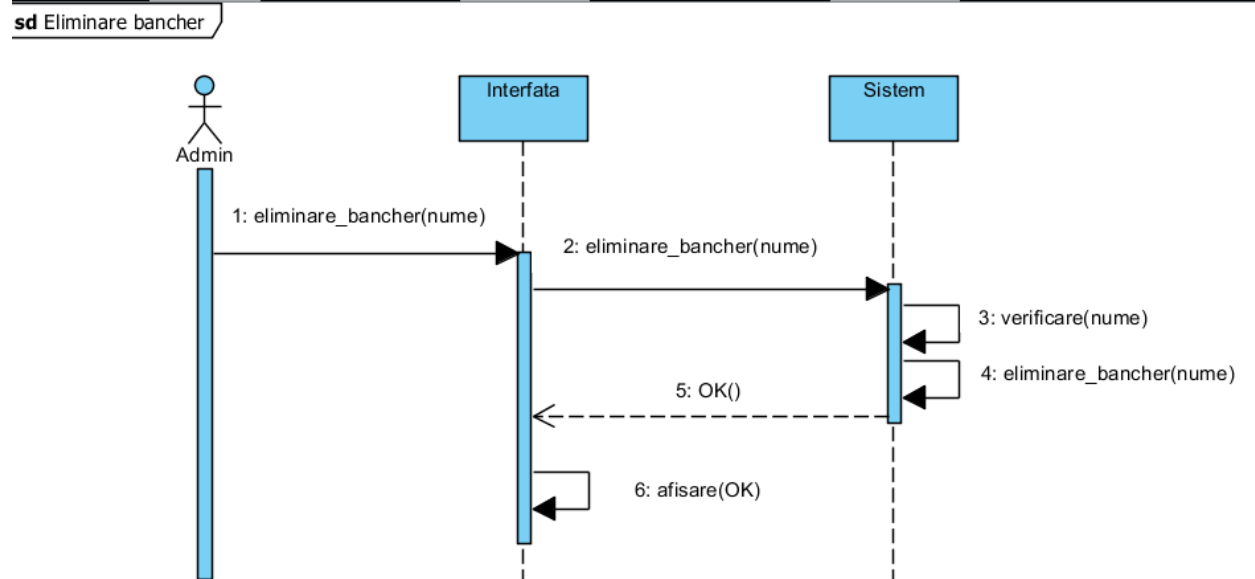 sd Eliminare bancher
Interfata
Sistem
Admin
1: eliminare_bancher(nume)
2: eliminare_bancher(nume)
3: verificare(nume)
4: eliminare_bancher(nume)
5: OK()
6: afisare(OK)